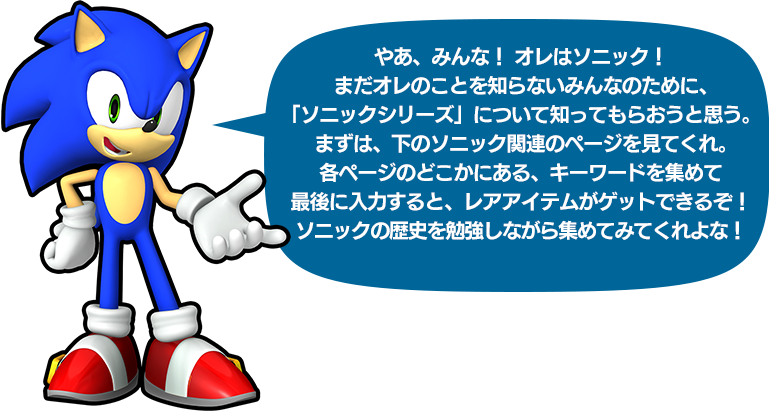 やあ、みんな！ オレはソニック！
まだオレのことを知らないみんなのために、
「ソニックシリーズ」について知ってもらおうと思う。
まずは、下のソニック関連のページを見てくれ。
各ページのどこかにある、キーワードを集めて
最後に入力すると、レアアイテムがゲットできるぞ！
ソニックの歴史を勉強しながら集めてみてくれよな！